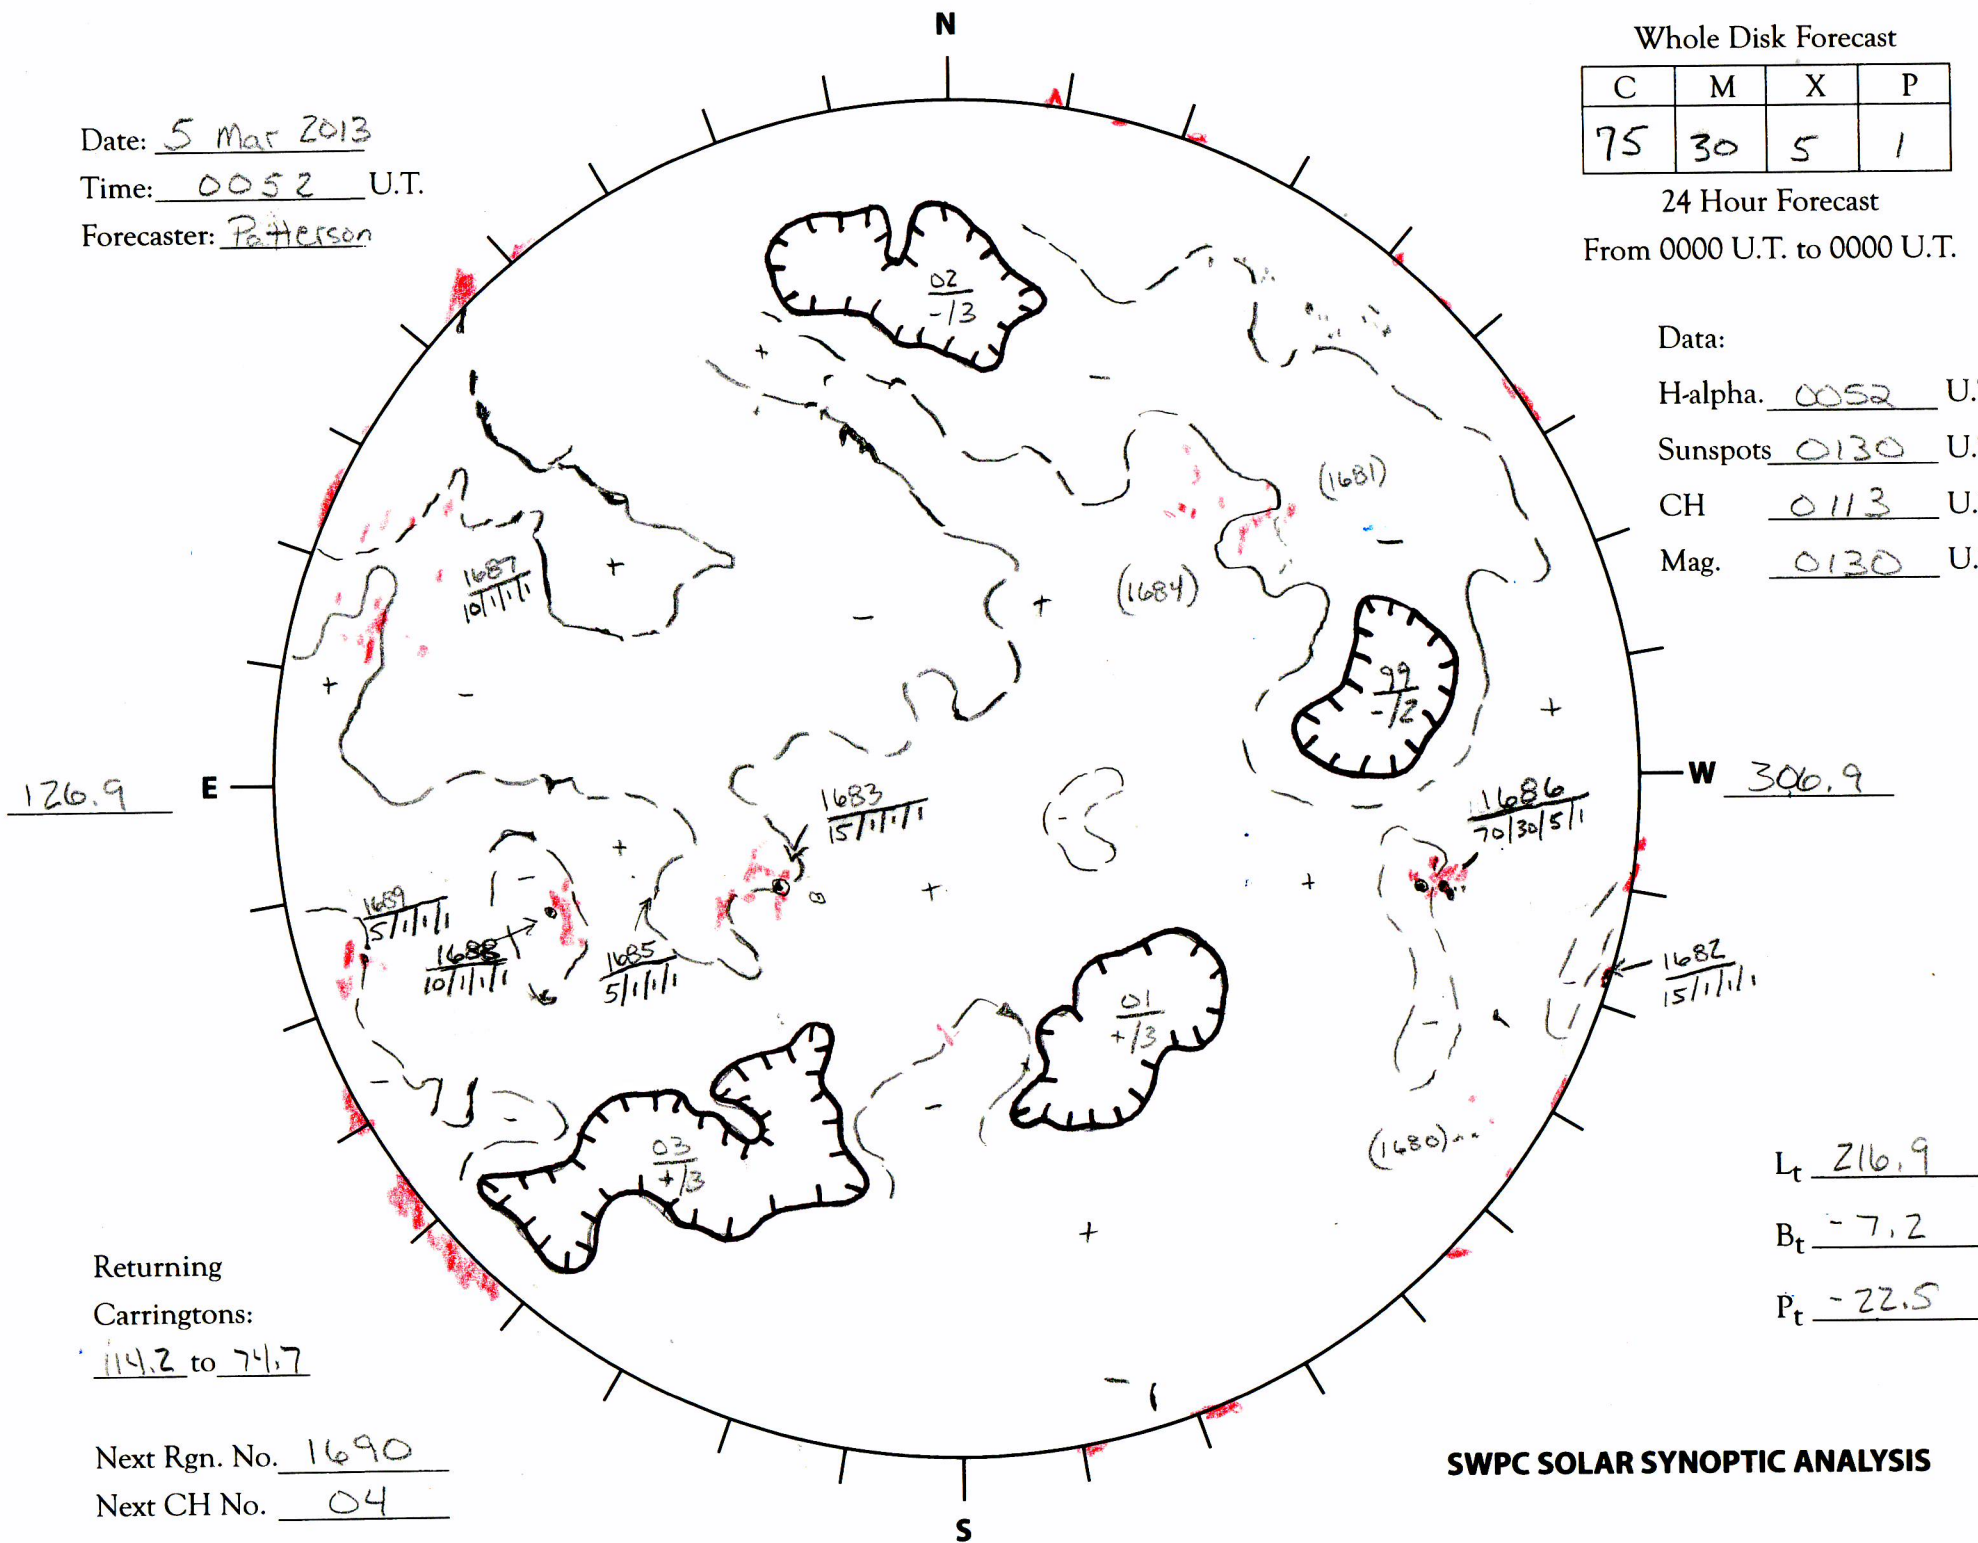 N
Whole Disk Forecast
C M X P
75 30 5 1
24 Hour Forecast
From 0000 U.T. to 0000 U.T.
Date: 5 Mar 2013
Time: 0052 U.T.
Forecaster: Patterson
Data:
H-alpha. 0052 U.
Sunspots 0130 U.
CH 0113 U.
Mag. 0130 U.
02
-/3
+
-
+
(1681)
-
1687
10/1/1/1
+
(1684)
+
-
99
-/2
+
-
+
126.9 E
W 306.9
1683
15/1/1/1
1686
70/30/5/1
-
+
-
+
+
1689
5/1/1/1
1688
10/1/1/1
1685
5/1/1/1
1682
15/1/1/1
-
01
+/3
-
-
-
-
03
+/3
(1680)
+
Lt 216.9
Bt -7.2
Pt -22.5
Returning
Carringtons:
114.2 to 74.7
-
Next Rgn. No. 1690
Next CH No. 04
SWPC SOLAR SYNOPTIC ANALYSIS
S